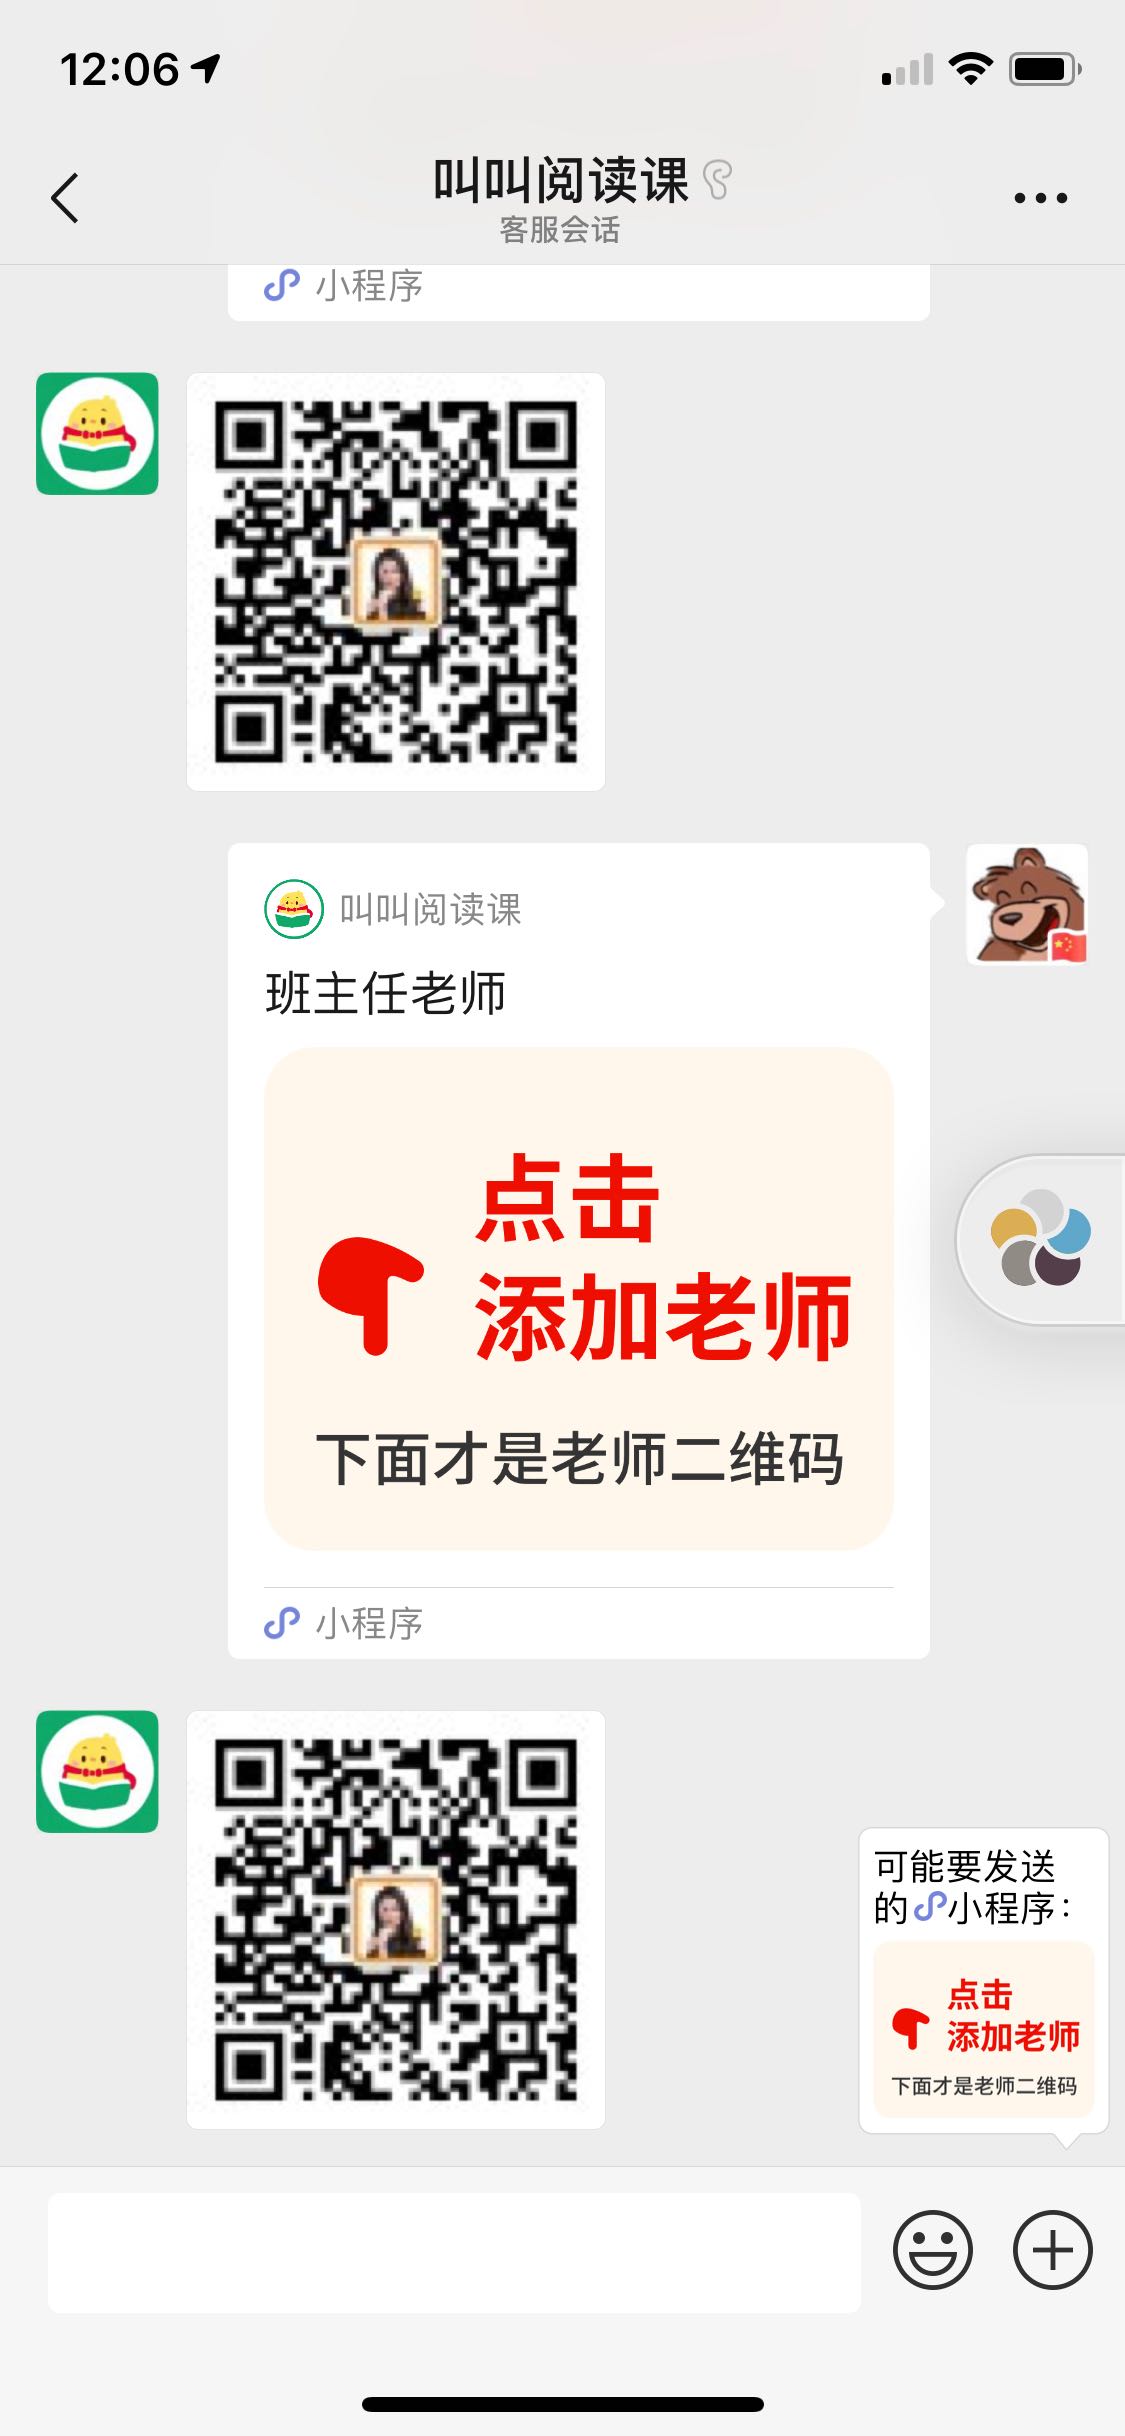 12:06
叫叫阅读课
客服会话
小程序
叫叫阅读课
班主任老师
点击
添加老师
下面才是老师二维码
小程序
可能要发送
的小程序：
点击
添加老师
下面才是老师二维码